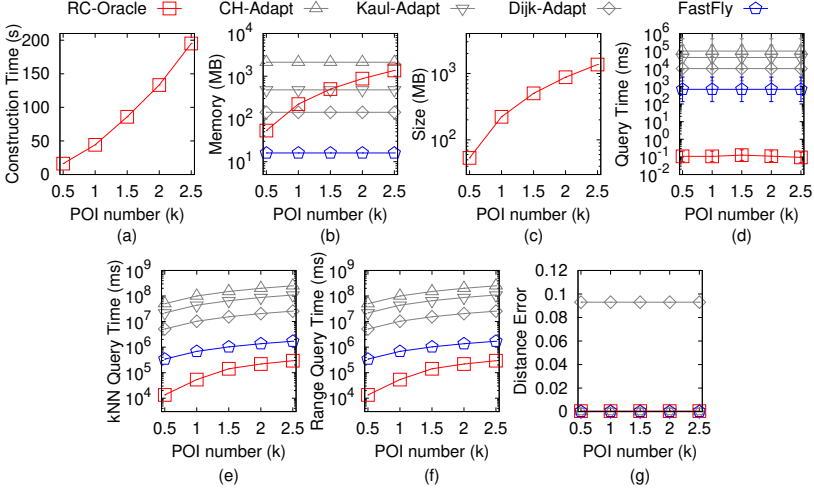 RC-Oracle CH-Adapt Kaul-Adapt Dijk-Adapt FastFly
Construction Time (s)
200
150
100
50
0
0.5 1 1.5 2 2.5
POI number (k)
(a)
Memory (MB)
10^4
10^3
10^2
10^1
0.5 1 1.5 2 2.5
POI number (k)
(b)
Size (MB)
10^3
10^2
0.5 1 1.5 2 2.5
POI number (k)
(c)
Query Time (ms)
10^6
10^5
10^4
10^3
10^2
10^1
10^0
10^-1
10^-2
0.5 1 1.5 2 2.5
POI number (k)
(d)
kNN Query Time (ms)
10^9
10^8
10^7
10^6
10^5
10^4
0.5 1 1.5 2 2.5
POI number (k)
(e)
Range Query Time (ms)
10^9
10^8
10^7
10^6
10^5
10^4
0.5 1 1.5 2 2.5
POI number (k)
(f)
Distance Error
0.12
0.1
0.08
0.06
0.04
0.02
0
0.5 1 1.5 2 2.5
POI number (k)
(g)